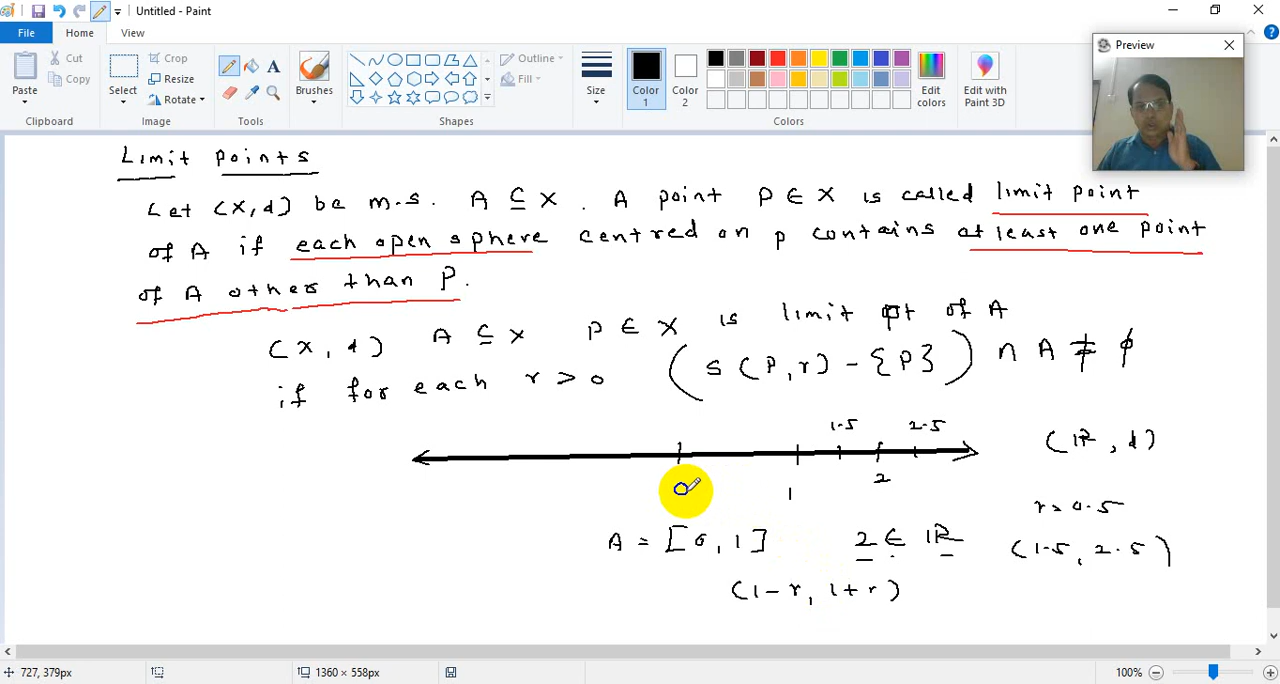 Untitled - Paint
Preview
File
Home
View
Paste
Cut
Copy
Clipboard
Select
Crop
Resize
Rotate
Image
Tools
Brushes
Shapes
Outline
Fill
Size
Color 1
Color 2
Colors
Edit colors
Edit with Paint 3D
Limit points
Let (X,d) be m.s. A ⊆ X. A point P ∈ X is called limit point
of A if each open sphere centred on p contains at least one point
of A other than P.
(X, d) A ⊆ X P ∈ X is limit pt of A
if for each r > 0 (S(P,r) - {P}) ∩ A ≠ ϕ
1.5 2.5
(IR, d)
0 1 2
r = 0.5
A = [0, 1] 2 ∈ IR (1.5, 2.5)
(1-r, 1+r)
727, 379px
1360 × 558px
100%